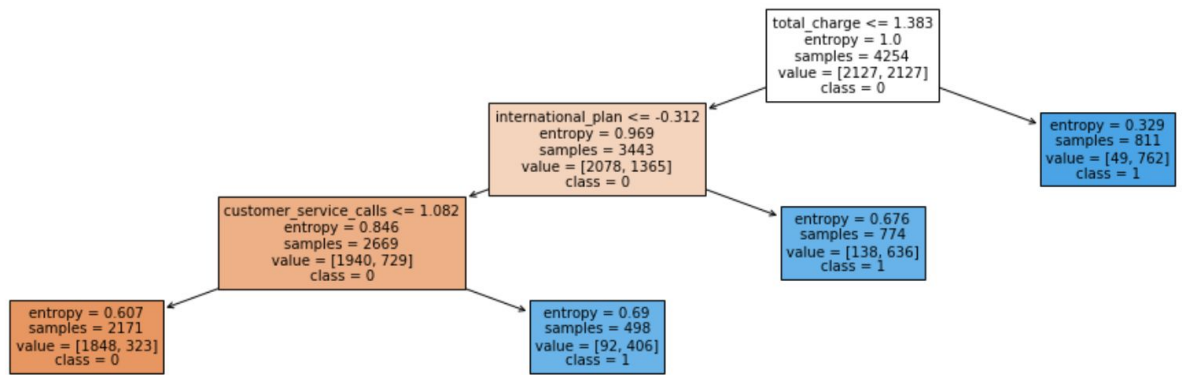 total_charge <= 1.383
entropy = 1.0
samples = 4254
value = [2127, 2127]
class = 0
international_plan <= -0.312
entropy = 0.969
samples = 3443
value = [2078, 1365]
class = 0
entropy = 0.329
samples = 811
value = [49, 762]
class = 1
customer_service_calls <= 1.082
entropy = 0.846
samples = 2669
value = [1940, 729]
class = 0
entropy = 0.676
samples = 774
value = [138, 636]
class = 1
entropy = 0.607
samples = 2171
value = [1848, 323]
class = 0
entropy = 0.69
samples = 498
value = [92, 406]
class = 1